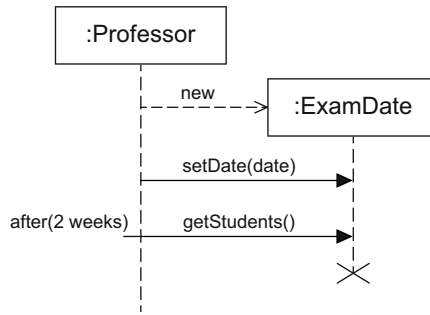 :Professor
new
:ExamDate
setDate(date)
after(2 weeks)
getStudents()